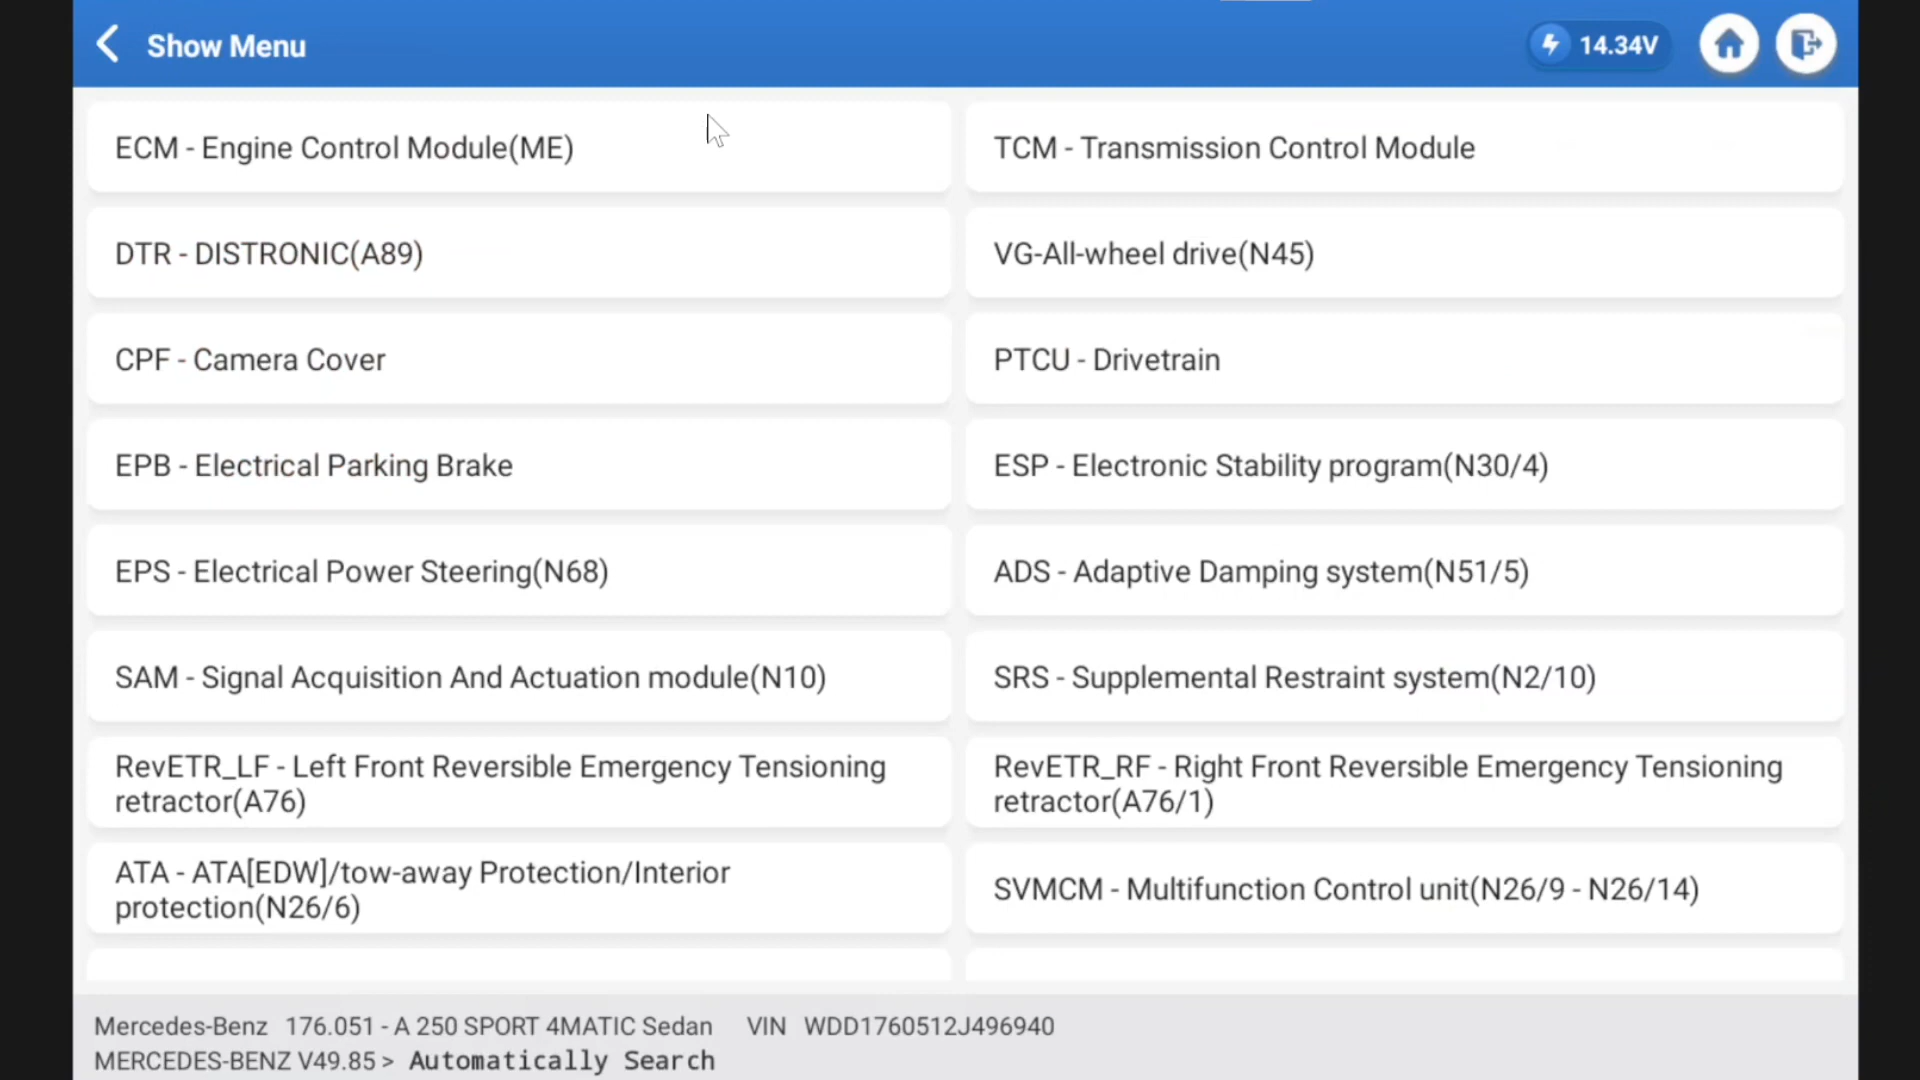 Show Menu
14.34V
ECM - Engine Control Module(ME)
TCM - Transmission Control Module
DTR - DISTRONIC(A89)
VG-All-wheel drive(N45)
CPF - Camera Cover
PTCU - Drivetrain
EPB - Electrical Parking Brake
ESP - Electronic Stability program(N30/4)
EPS - Electrical Power Steering(N68)
ADS - Adaptive Damping system(N51/5)
SAM - Signal Acquisition And Actuation module(N10)
SRS - Supplemental Restraint system(N2/10)
RevETR_LF - Left Front Reversible Emergency Tensioning
retractor(A76)
RevETR_RF - Right Front Reversible Emergency Tensioning
retractor(A76/1)
ATA - ATA[EDW]/tow-away Protection/Interior
protection(N26/6)
SVMCM - Multifunction Control unit(N26/9 - N26/14)
Mercedes-Benz 176.051 - A 250 SPORT 4MATIC Sedan VIN WDD1760512J496940
MERCEDES-BENZ V49.85 > Automatically Search